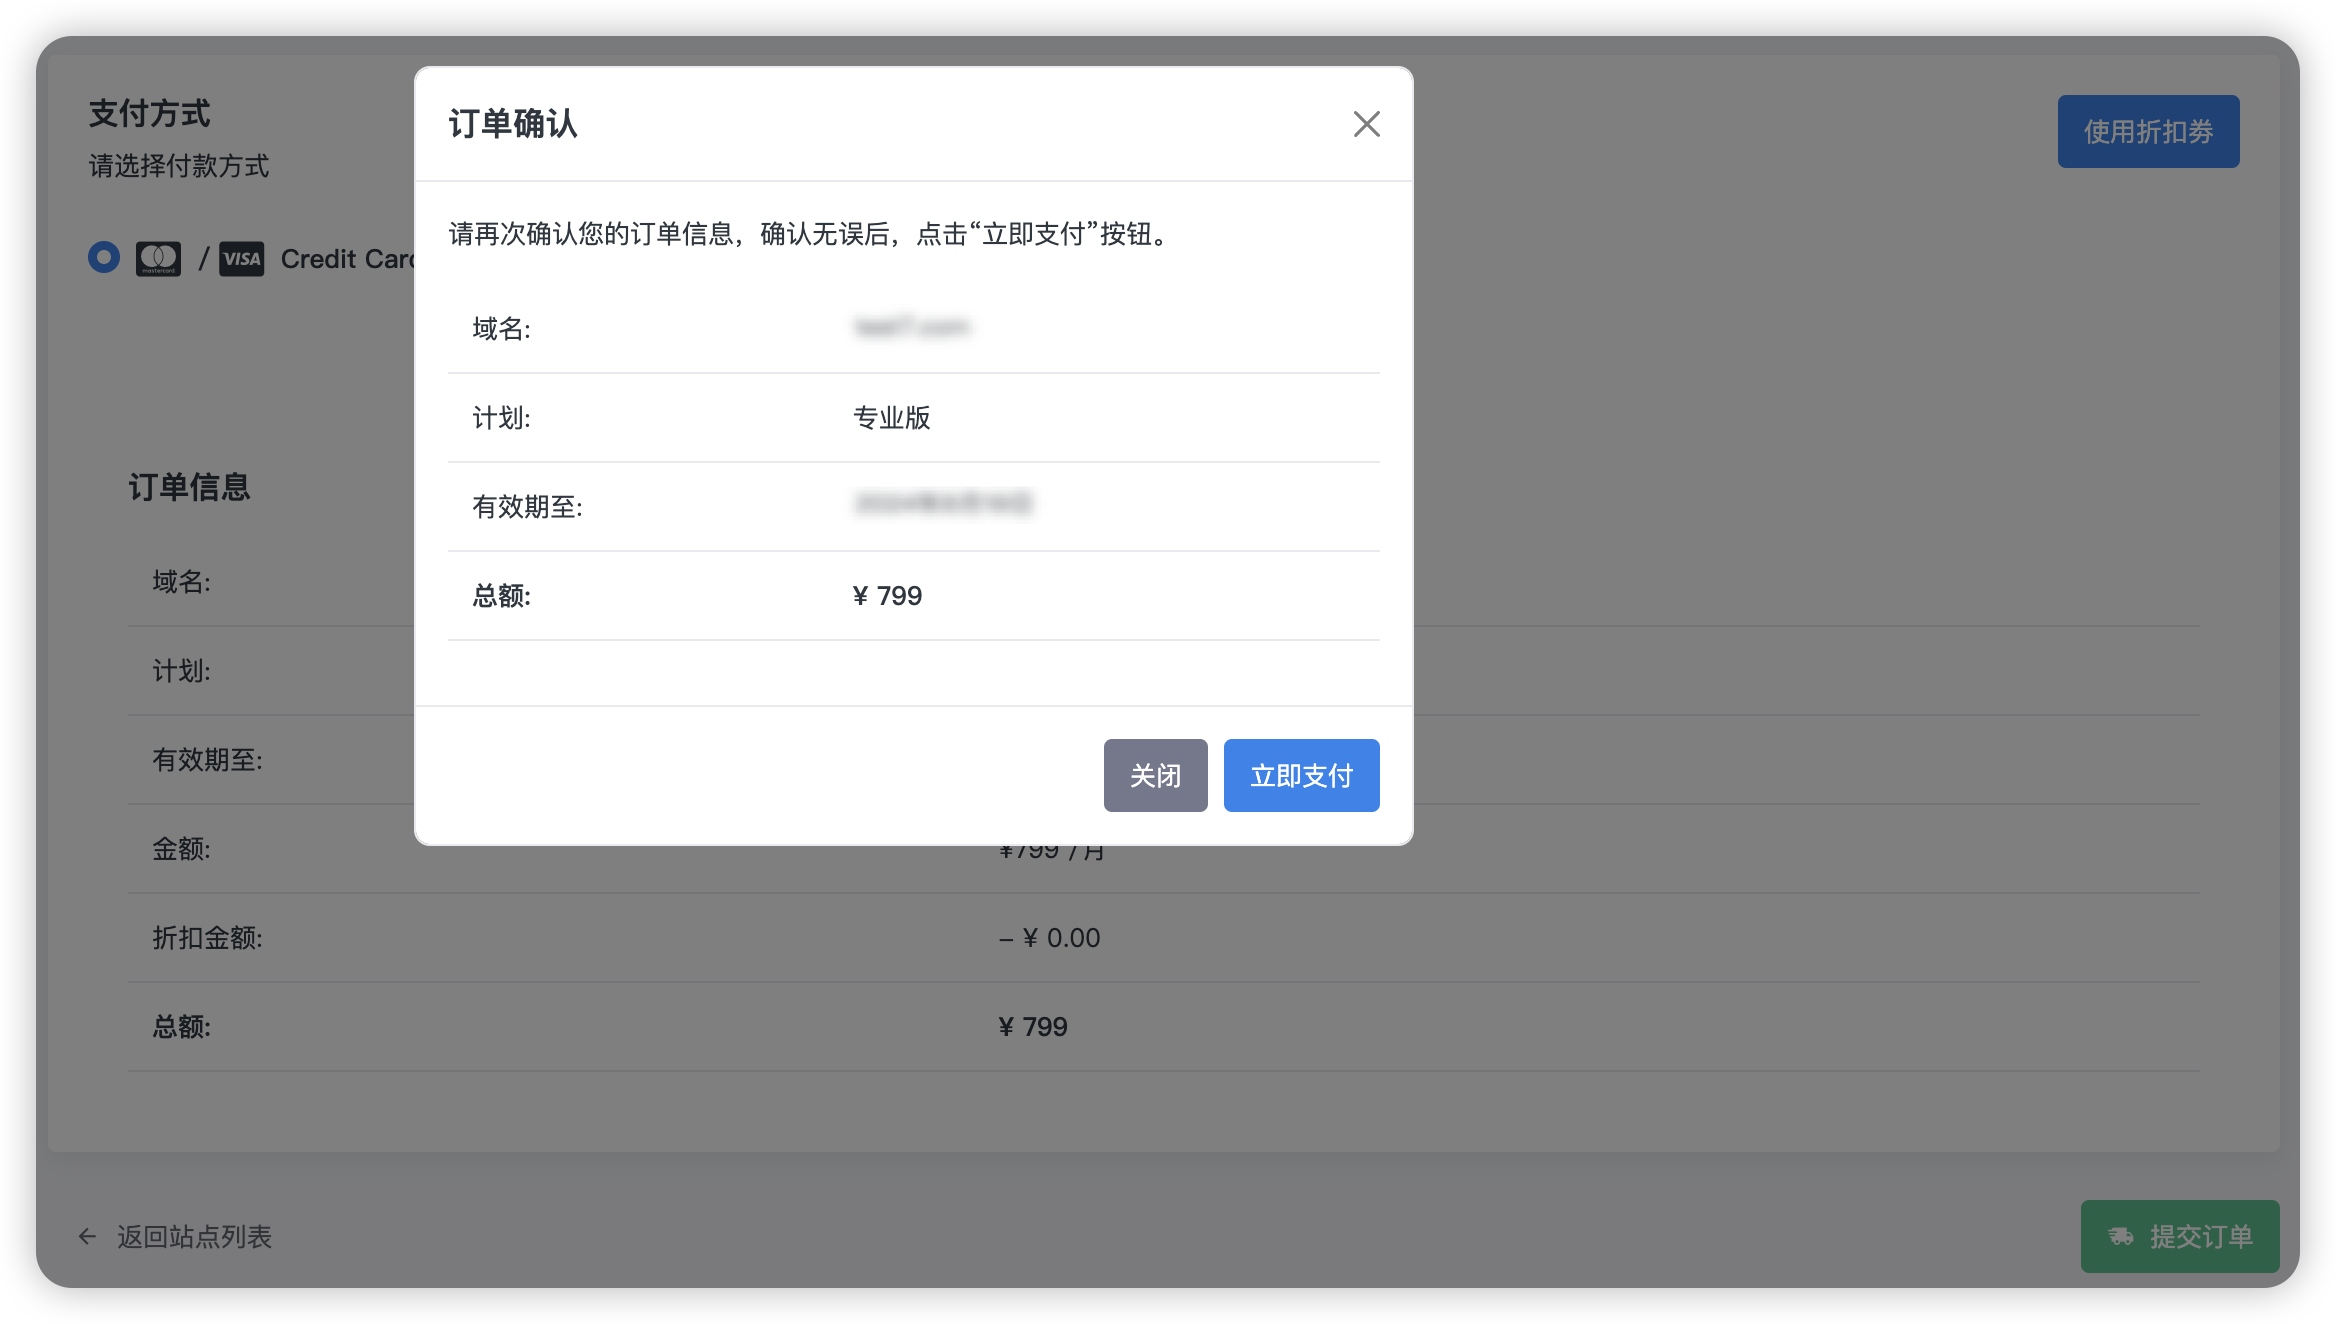 支付方式
请选择付款方式
使用折扣券
mastercard / VISA Credit
订单确认
请再次确认您的订单信息，确认无误后，点击“立即支付”按钮。
域名:
计划: 专业版
有效期至:
总额: ¥ 799
关闭 立即支付
订单信息
域名:
计划:
有效期至:
金额: ¥799 / 月
折扣金额: – ¥ 0.00
总额: ¥ 799
← 返回站点列表
提交订单